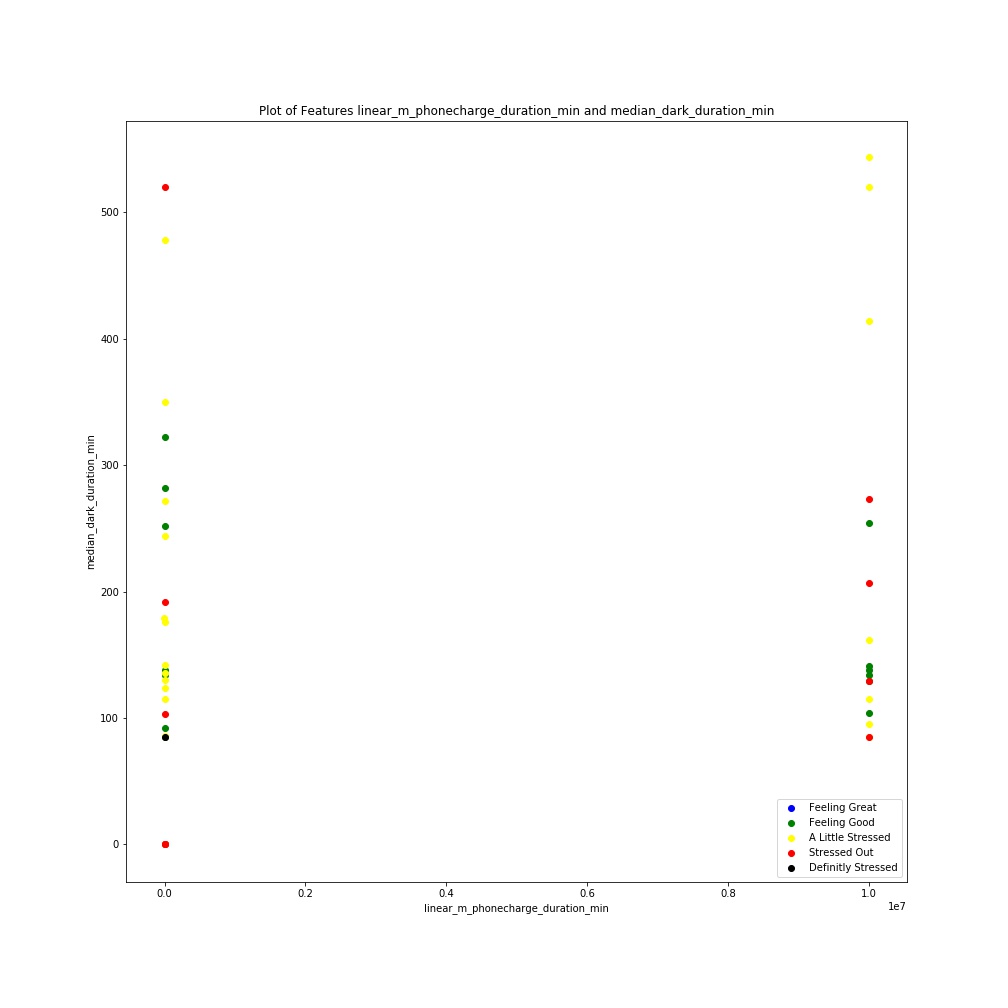 Plot of Features linear_m_phonecharge_duration_min and median_dark_duration_min
median_dark_duration_min
500
400
300
200
100
0
Feeling Great
Feeling Good
A Little Stressed
Stressed Out
Definitly Stressed
0.0
0.2
0.4
0.6
0.8
1.0
1e7
linear_m_phonecharge_duration_min